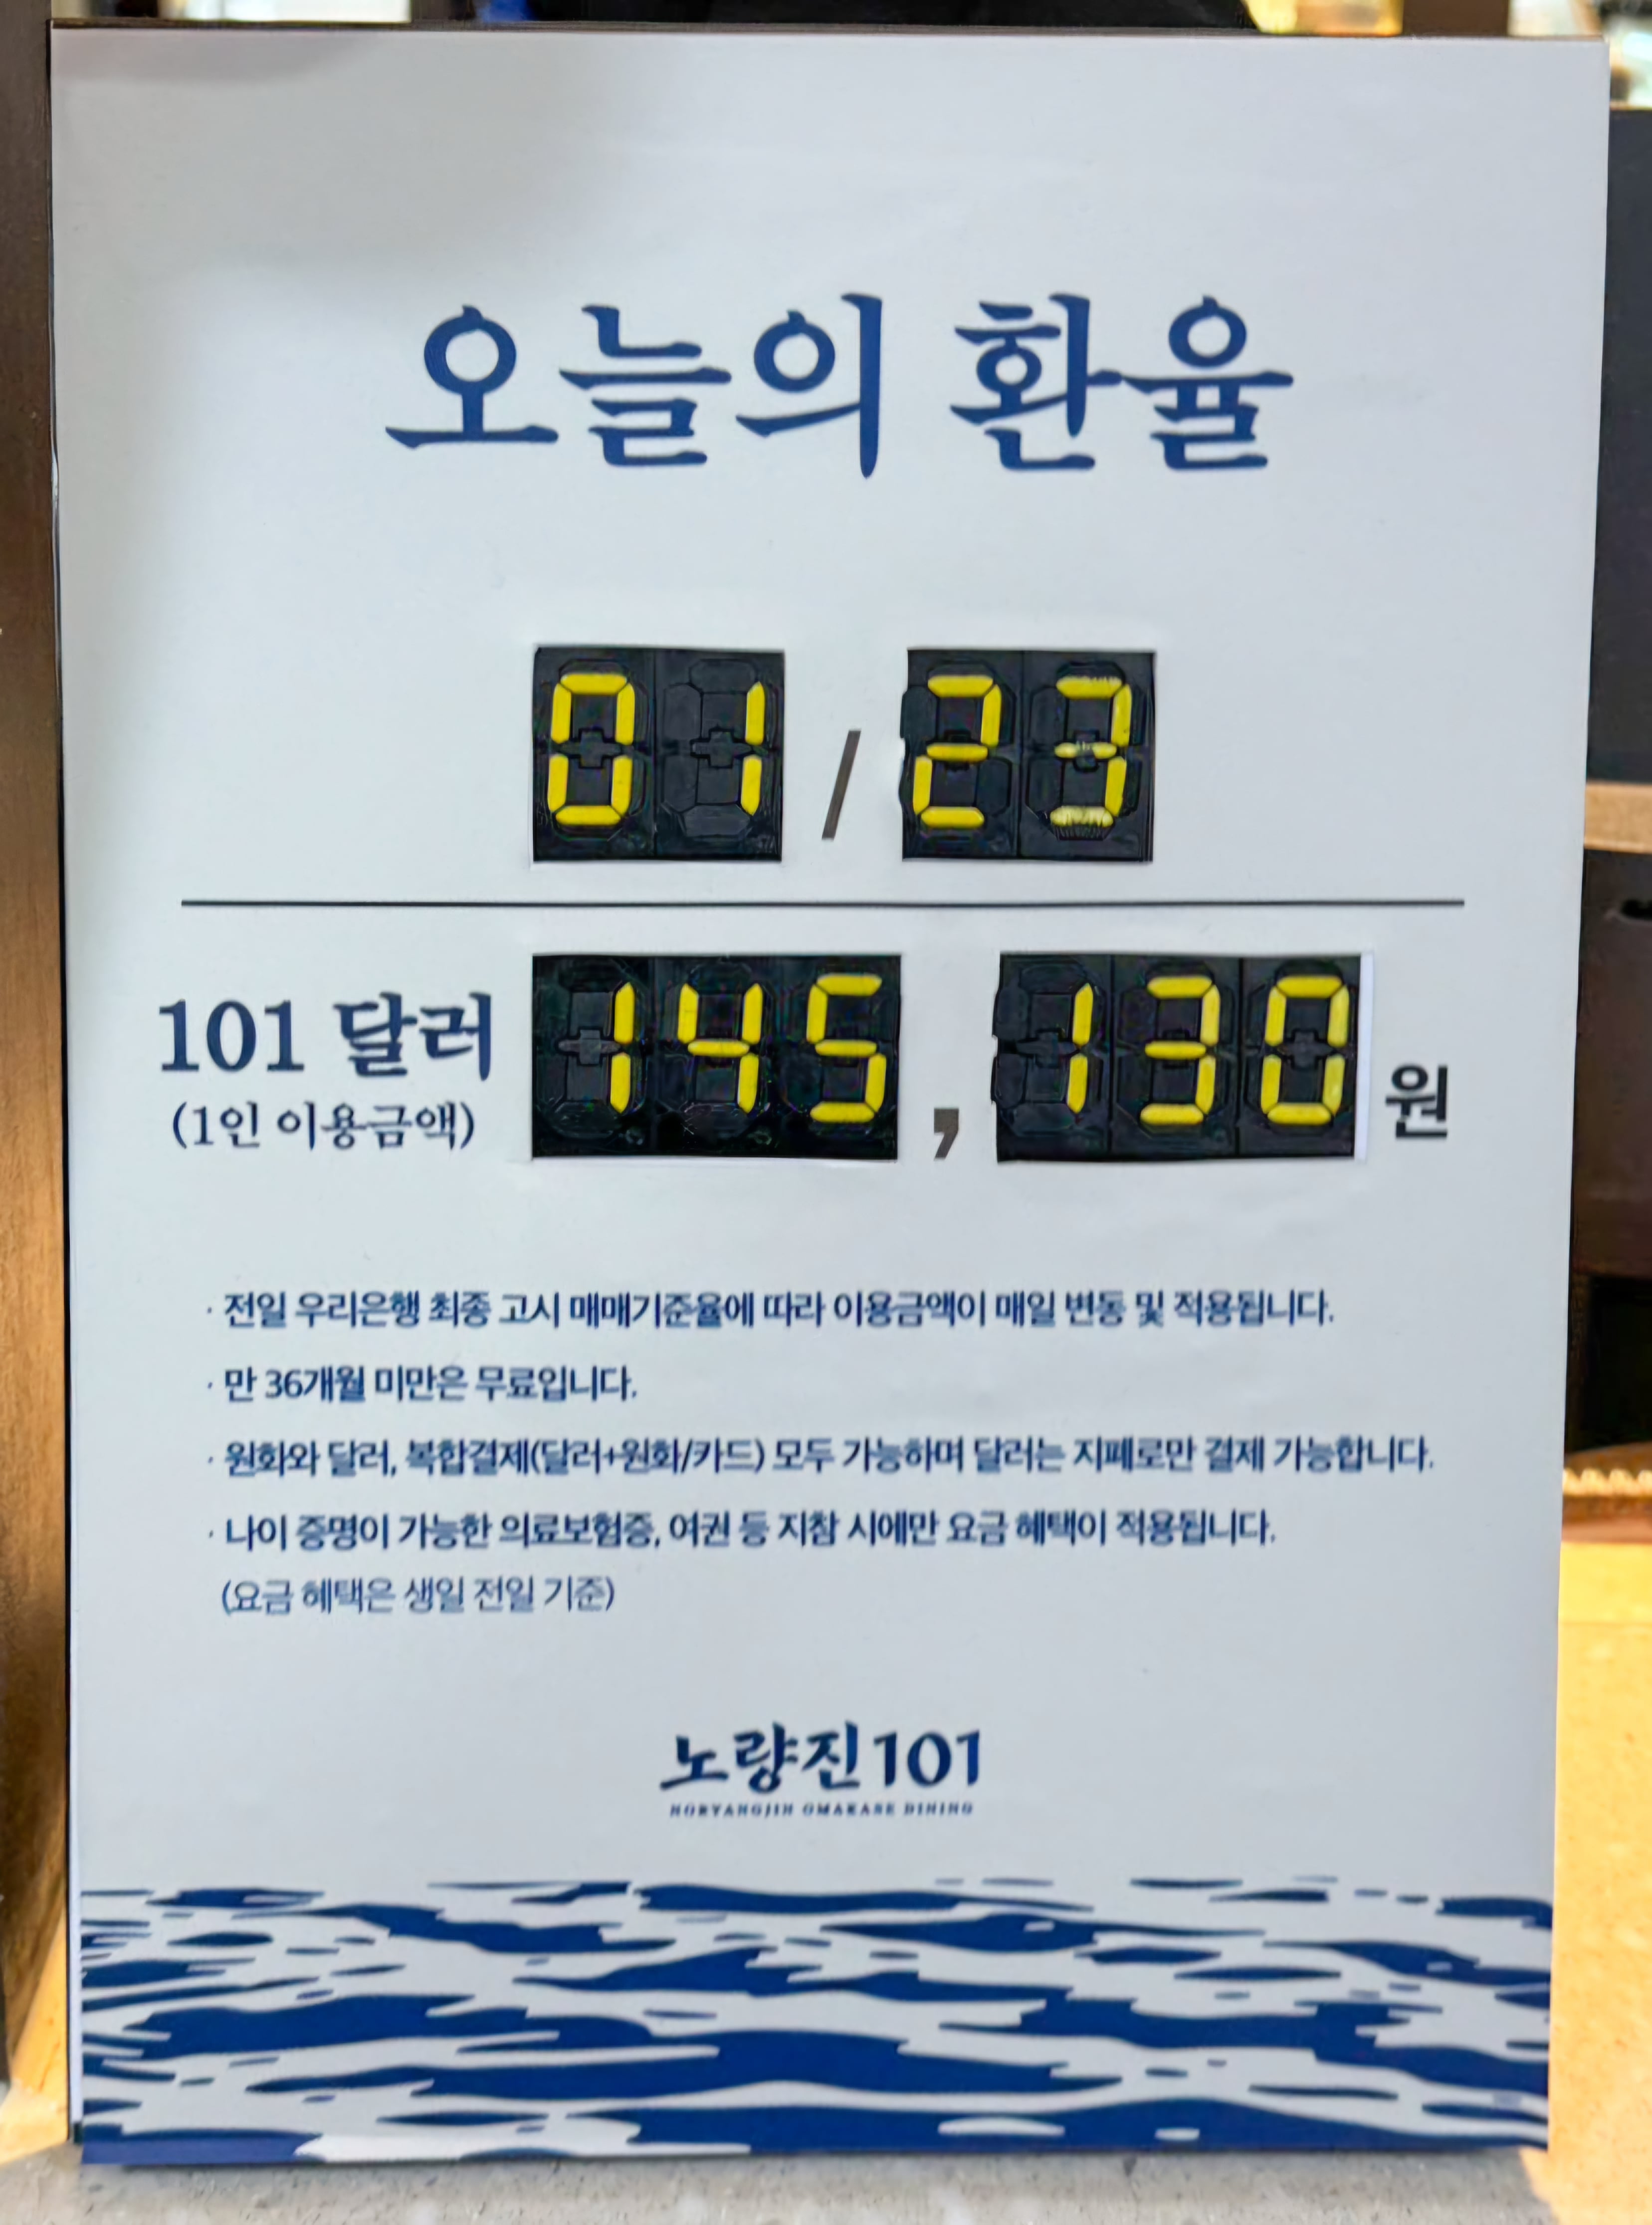 오늘의 환율
01 / 23
101 달러 145,130 원
(1인 이용금액)
· 전일 우리은행 최종 고시 매매기준율에 따라 이용금액이 매일 변동 및 적용됩니다.
· 만 36개월 미만은 무료입니다.
· 원화와 달러, 복합결제(달러+원화/카드) 모두 가능하며 달러는 지폐로만 결제 가능합니다.
· 나이 증명이 가능한 의료보험증, 여권 등 지참 시에만 요금 혜택이 적용됩니다.
(요금 혜택은 생일 전일 기준)
노량진101
NORYANGJIN OMAKASE DINING